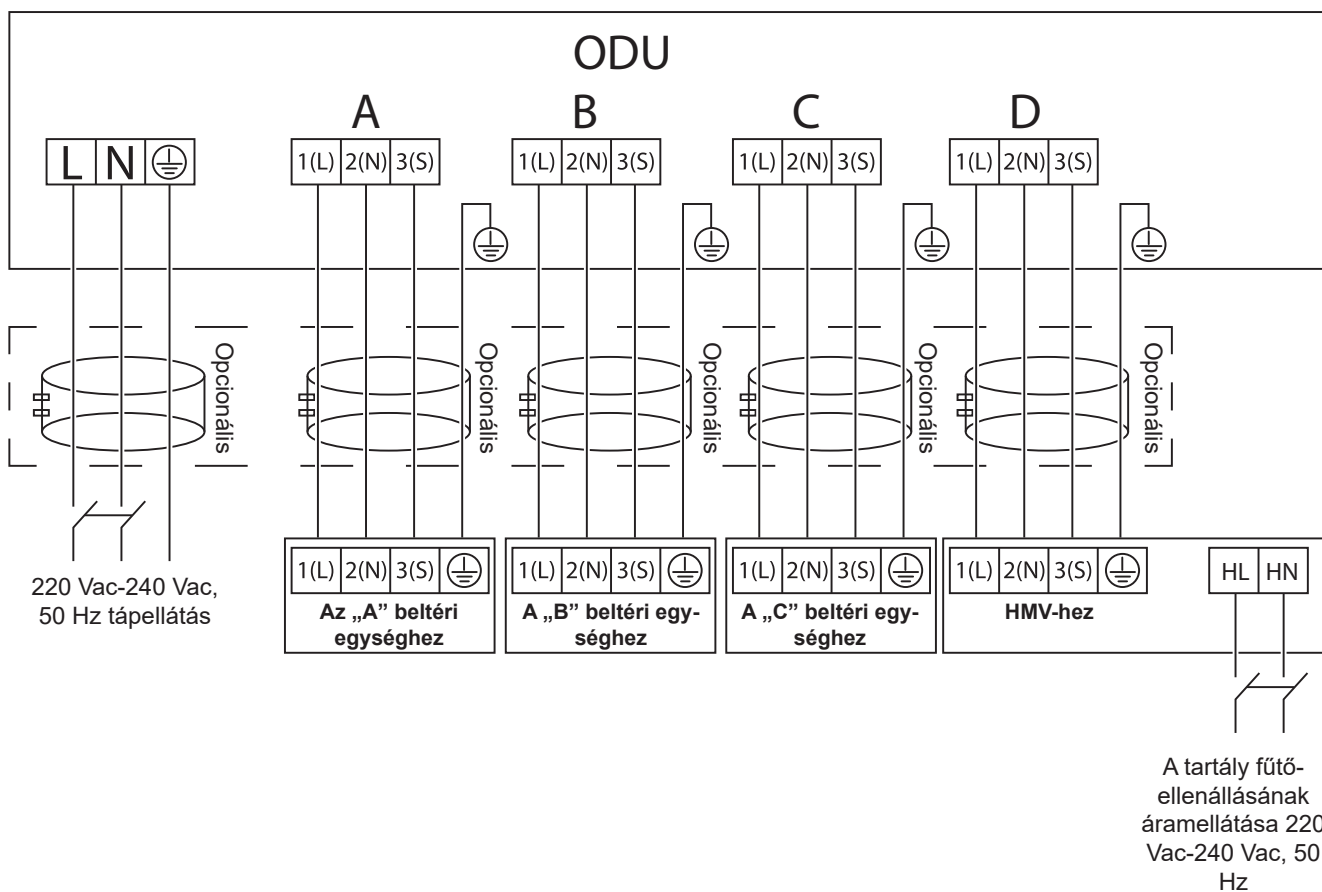 ODU
A B C D
L N
1(L) 2(N) 3(S)
1(L) 2(N) 3(S)
1(L) 2(N) 3(S)
1(L) 2(N) 3(S)
Opcionális
Opcionális
Opcionális
Opcionális
Opcionális
220 Vac-240 Vac,
50 Hz tápellátás
1(L) 2(N) 3(S)
Az „A” beltéri
egységhez
1(L) 2(N) 3(S)
A „B” beltéri egy-
séghez
1(L) 2(N) 3(S)
A „C” beltéri egy-
séghez
1(L) 2(N) 3(S)
HMV-hez
HL HN
A tartály fűtő-
ellenállásának
áramellátása 220
Vac-240 Vac, 50
Hz